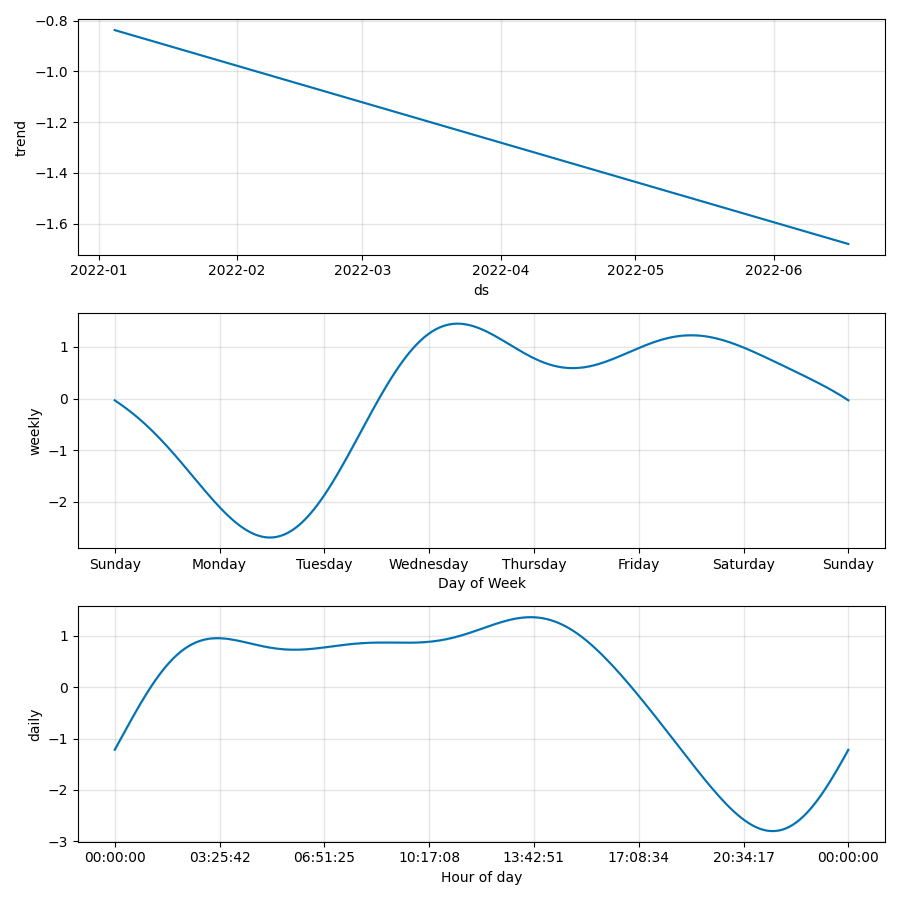 −0.8
−1.0
−1.2
−1.4
−1.6
trend
2022-01 2022-02 2022-03 2022-04 2022-05 2022-06
ds
1
0
−1
−2
weekly
Sunday Monday Tuesday Wednesday Thursday Friday Saturday Sunday
Day of Week
1
0
−1
−2
−3
daily
00:00:00 03:25:42 06:51:25 10:17:08 13:42:51 17:08:34 20:34:17 00:00:00
Hour of day